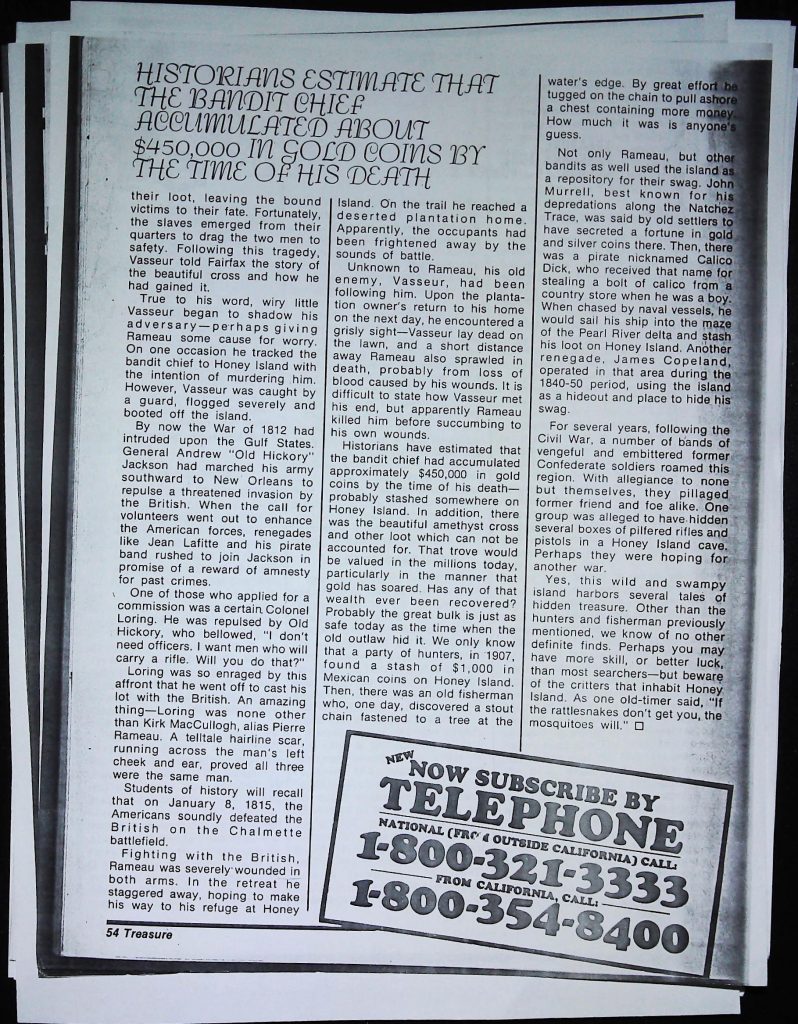 HISTORIANS ESTIMATE THAT
THE BANDIT CHIEF
ACCUMULATED ABOUT
$450,000 IN GOLD COINS BY
THE TIME OF HIS DEATH
their loot, leaving the bound
victims to their fate. Fortunately,
the slaves emerged from their
quarters to drag the two men to
safety. Following this tragedy,
Vasseur told Fairfax the story of
the beautiful cross and how he
had gained it.
True to his word, wiry little
Vasseur began to shadow his
adversary—perhaps giving
Rameau some cause for worry.
On one occasion he tracked the
bandit chief to Honey Island with
the intention of murdering him.
However, Vasseur was caught by
a guard, flogged severely and
booted off the island.
By now the War of 1812 had
intruded upon the Gulf States.
General Andrew "Old Hickory"
Jackson had marched his army
southward to New Orleans to
repulse a threatened invasion by
the British. When the call for
volunteers went out to enhance
the American forces, renegades
like Jean Lafitte and his pirate
band rushed to join Jackson in
promise of a reward of amnesty
for past crimes.
One of those who applied for a
commission was a certain Colonel
Loring. He was repulsed by Old
Hickory, who bellowed, "I don't
need officers. I want men who will
carry a rifle. Will you do that?"
Loring was so enraged by this
affront that he went off to cast his
lot with the British. An amazing
thing—Loring was none other
than Kirk MacCullogh, alias Pierre
Rameau. A telltale hairline scar,
running across the man's left
cheek and ear, proved all three
were the same man.
Students of history will recall
that on January 8, 1815, the
Americans soundly defeated the
British on the Chalmette
battlefield.
Fighting with the British,
Rameau was severely wounded in
both arms. In the retreat he
staggered away, hoping to make
his way to his refuge at Honey
Island. On the trail he reached a
deserted plantation home.
Apparently, the occupants had
been frightened away by the
sounds of battle.
Unknown to Rameau, his old
enemy, Vasseur, had been
following him. Upon the planta-
tion owner's return to his home
on the next day, he encountered a
grisly sight—Vasseur lay dead on
the lawn, and a short distance
away Rameau also sprawled in
death, probably from loss of
blood caused by his wounds. It is
difficult to state how Vasseur met
his end, but apparently Rameau
killed him before succumbing to
his own wounds.
Historians have estimated that
the bandit chief had accumulated
approximately $450,000 in gold
coins by the time of his death—
probably stashed somewhere on
Honey Island. In addition, there
was the beautiful amethyst cross
and other loot which can not be
accounted for. That trove would
be valued in the millions today,
particularly in the manner that
gold has soared. Has any of that
wealth ever been recovered?
Probably the great bulk is just as
safe today as the time when the
old outlaw hid it. We only know
that a party of hunters, in 1907,
found a stash of $1,000 in
Mexican coins on Honey Island.
Then, there was an old fisherman
who, one day, discovered a stout
chain fastened to a tree at the
water's edge. By great effort he
tugged on the chain to pull ashore
a chest containing more money.
How much it was is anyone's
guess.
Not only Rameau, but other
bandits as well used the island as
a repository for their swag. John
Murrell, best known for his
depredations along the Natchez
Trace, was said by old settlers to
have secreted a fortune in gold
and silver coins there. Then, there
was a pirate nicknamed Calico
Dick, who received that name for
stealing a bolt of calico from a
country store when he was a boy.
When chased by naval vessels, he
would sail his ship into the maze
of the Pearl River delta and stash
his loot on Honey Island. Another
renegade, James Copeland,
operated in that area during the
1840-50 period, using the island
as a hideout and place to hide his
swag.
For several years, following the
Civil War, a number of bands of
vengeful and embittered former
Confederate soldiers roamed this
region. With allegiance to none
but themselves, they pillaged
former friend and foe alike. One
group was alleged to have hidden
several boxes of pilfered rifles and
pistols in a Honey Island cave.
Perhaps they were hoping for
another war.
Yes, this wild and swampy
island harbors several tales of
hidden treasure. Other than the
hunters and fisherman previously
mentioned, we know of no other
definite finds. Perhaps you may
have more skill, or better luck,
than most searchers—but beware
of the critters that inhabit Honey
Island. As one old-timer said, "If
the rattlesnakes don't get you, the
mosquitoes will." □
NEW
NOW SUBSCRIBE BY
TELEPHONE
NATIONAL (FROM OUTSIDE CALIFORNIA) CALL:
1-800-321-3333
FROM CALIFORNIA, CALL:
1-800-354-8400
54 Treasure